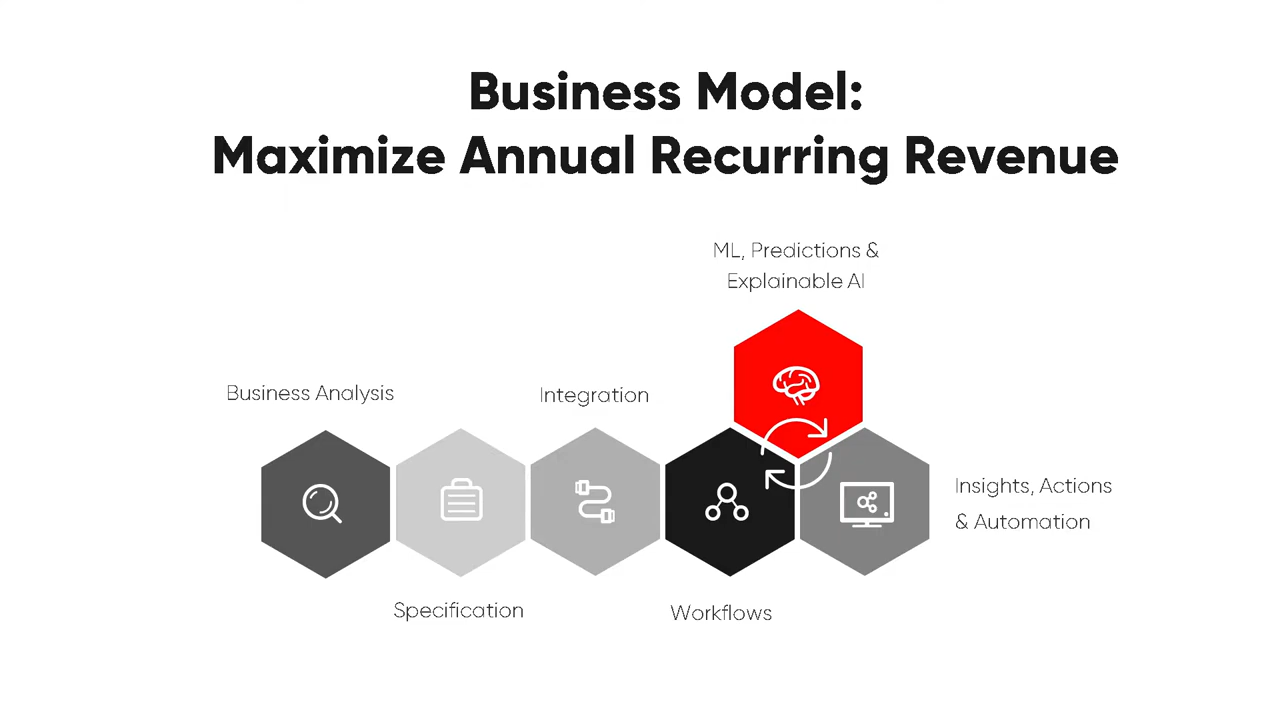 Business Model:
Maximize Annual Recurring Revenue
ML, Predictions &
Explainable AI
Business Analysis
Integration
Insights, Actions
& Automation
Specification
Workflows